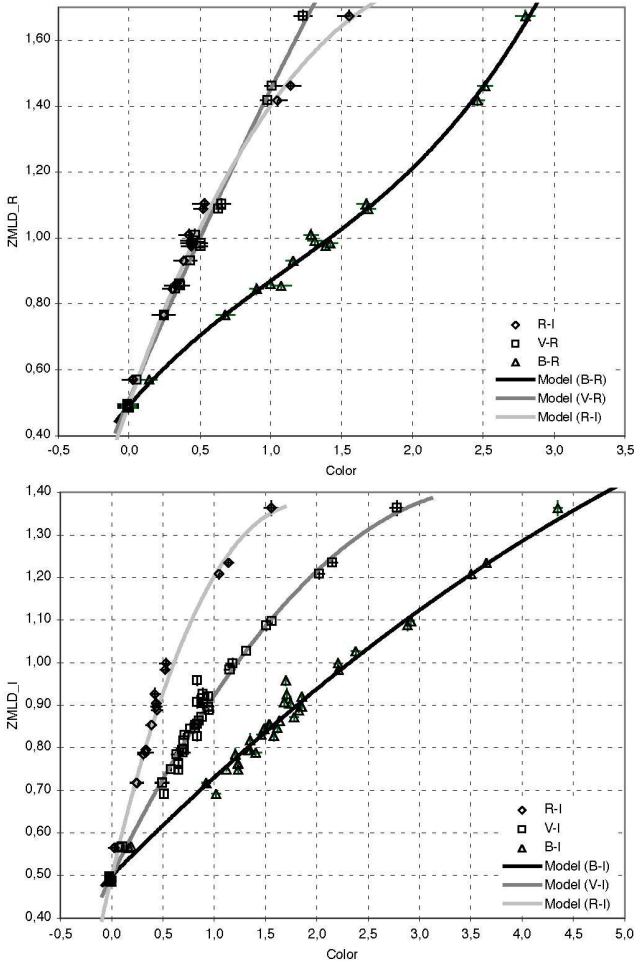 1,60
1,40
1,20
1,00
0,80
0,60
0,40
ZMLD_R
R-I
V-R
B-R
Model (B-R)
Model (V-R)
Model (R-I)
-0,5 0,0 0,5 1,0 1,5 2,0 2,5 3,0 3,5
Color
1,40
1,30
1,20
1,10
1,00
0,90
0,80
0,70
0,60
0,50
0,40
ZMLD_I
R-I
V-I
B-I
Model (B-I)
Model (V-I)
Model (R-I)
-0,5 0,0 0,5 1,0 1,5 2,0 2,5 3,0 3,5 4,0 4,5 5,0
Color